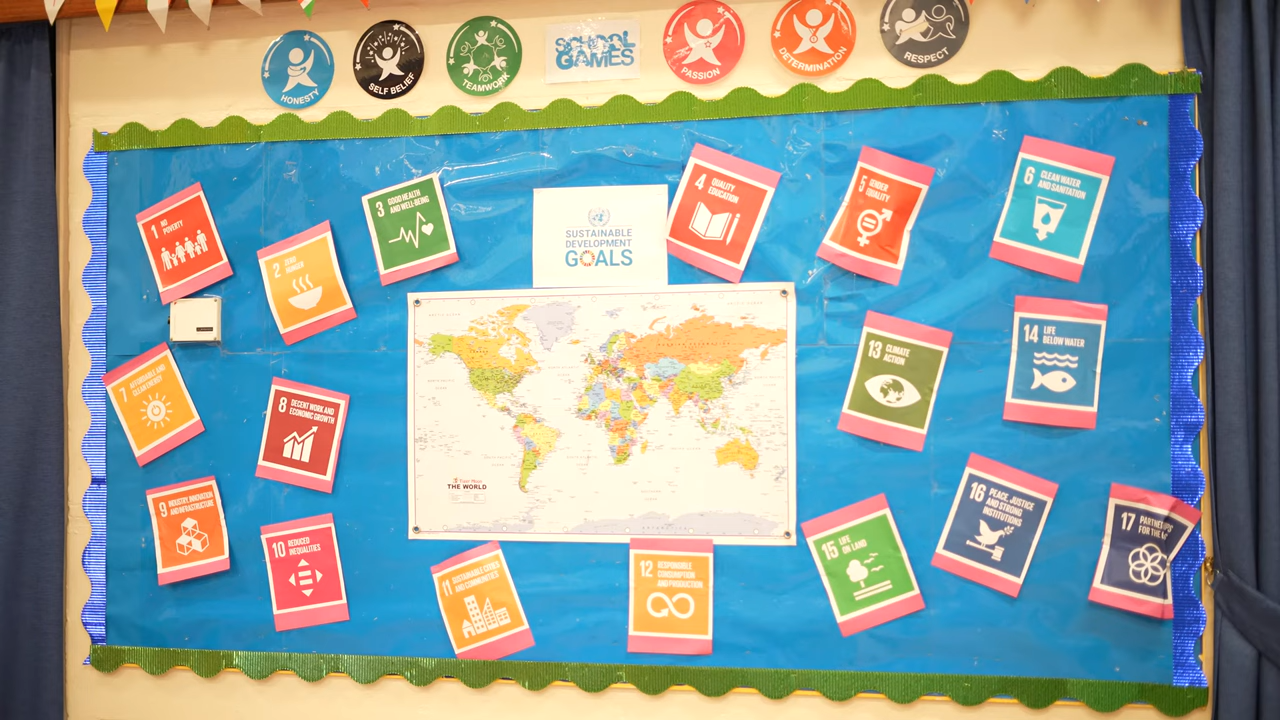 HONESTY
SELF BELIEF
TEAMWORK
SCHOOL
GAMES
PASSION
DETERMINATION
RESPECT
SUSTAINABLE
DEVELOPMENT
GOALS
1 NO
POVERTY
2 ZERO
HUNGER
3 GOOD HEALTH
AND WELL-BEING
4 QUALITY
EDUCATION
5 GENDER
EQUALITY
6 CLEAN WATER
AND SANITATION
7 AFFORDABLE AND
CLEAN ENERGY
8 DECENT WORK AND
ECONOMIC GROWTH
9 INDUSTRY, INNOVATION
AND INFRASTRUCTURE
10 REDUCED
INEQUALITIES
11 SUSTAINABLE CITIES
AND COMMUNITIES
12 RESPONSIBLE
CONSUMPTION
AND PRODUCTION
13 CLIMATE
ACTION
14 LIFE
BELOW WATER
15 LIFE
ON LAND
16 PEACE, JUSTICE
AND STRONG
INSTITUTIONS
17
FOR THE
THE WORLD
ANTARCTICA